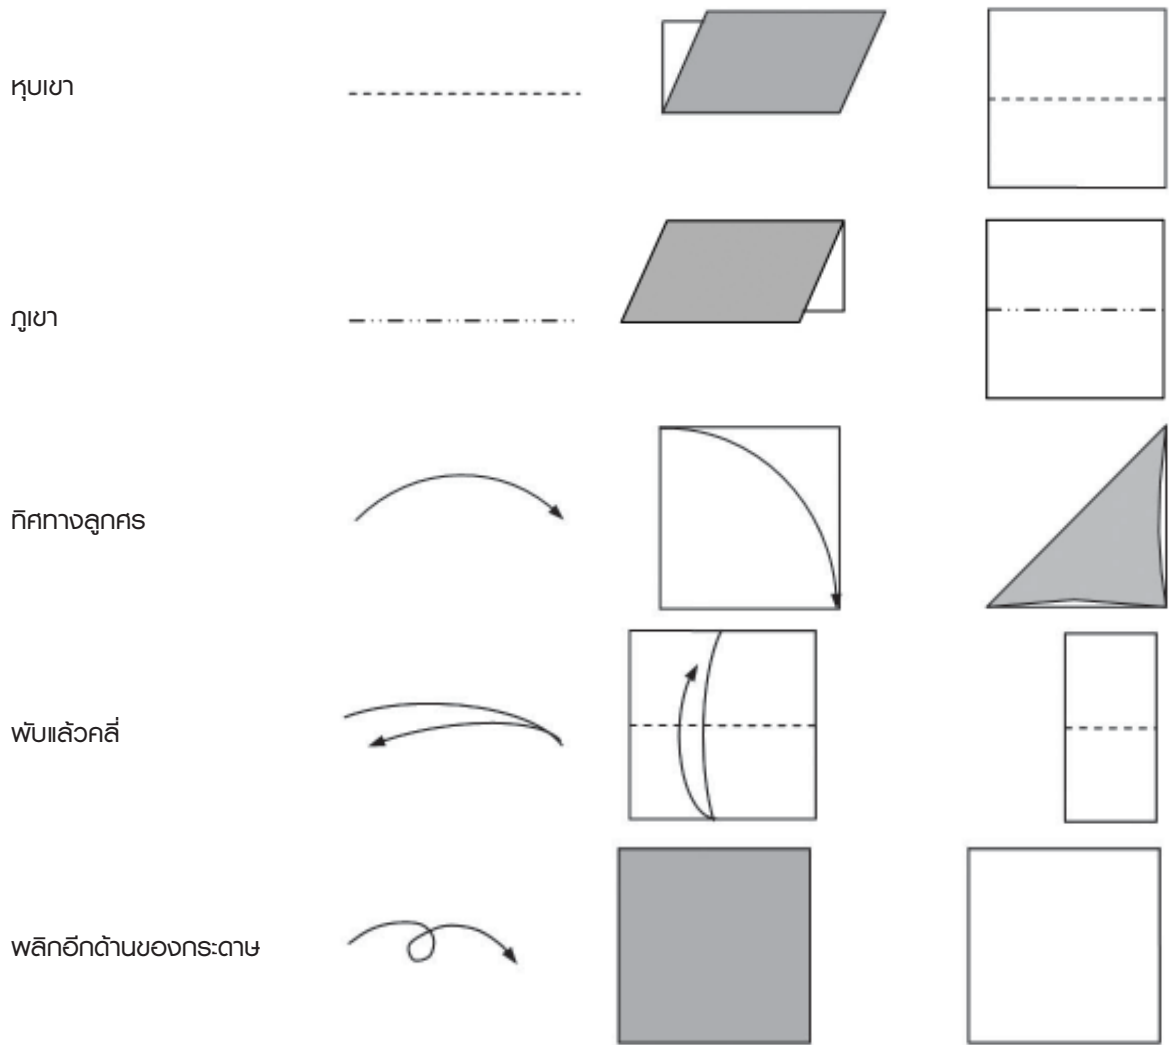 หุบเขา
ภูเขา
ทิศทางลูกศร
พับแล้วคลี่
พลิกอีกด้านของกระดาษ